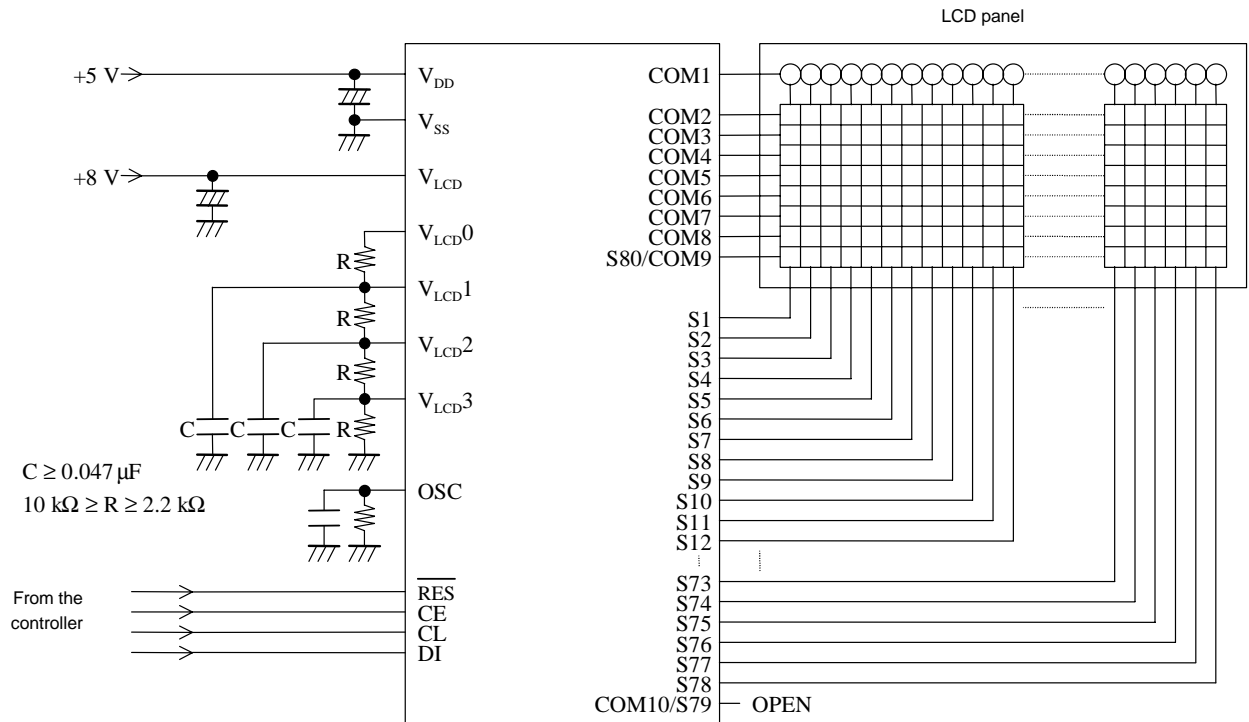 LCD panel
+5 V
VDD
COM1
COM2
VSS
COM3
COM4
+8 V
VLCD
COM5
COM6
COM7
VLCD0
COM8
R
S80/COM9
VLCD1
R
S1
VLCD2
S2
S3
R
S4
VLCD3
S5
S6
C
C
C
R
S7
S8
C ≥ 0.047 μF
S9
OSC
10 kΩ ≥ R ≥ 2.2 kΩ
S10
S11
S12
RES
S73
From the
controller
CE
S74
CL
S75
DI
S76
S77
S78
COM10/S79
OPEN